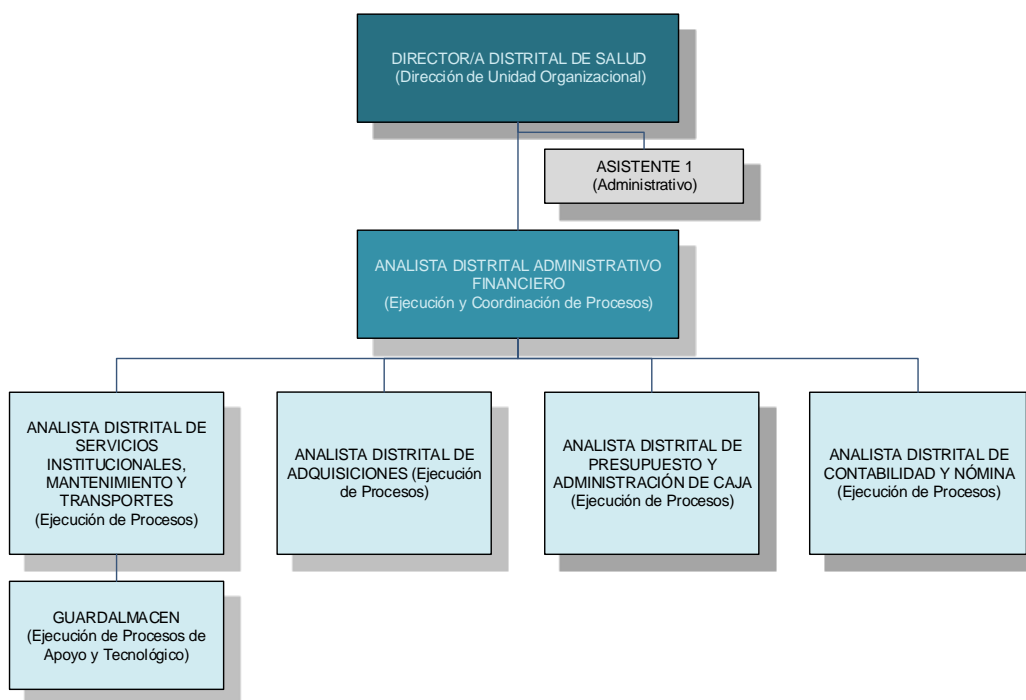 DIRECTOR/A DISTRITAL DE SALUD
(Dirección de Unidad Organizacional)
ASISTENTE 1
(Administrativo)
ANALISTA DISTRITAL ADMINISTRATIVO
FINANCIERO
(Ejecución y Coordinación de Procesos)
ANALISTA DISTRITAL DE
SERVICIOS
INSTITUCIONALES,
MANTENIMIENTO Y
TRANSPORTES
(Ejecución de Procesos)
ANALISTA DISTRITAL DE
ADQUISICIONES (Ejecución
de Procesos)
ANALISTA DISTRITAL DE
PRESUPUESTO Y
ADMINISTRACIÓN DE CAJA
(Ejecución de Procesos)
ANALISTA DISTRITAL DE
CONTABILIDAD Y NÓMINA
(Ejecución de Procesos)
GUARDALMACEN
(Ejecución de Procesos de
Apoyo y Tecnológico)